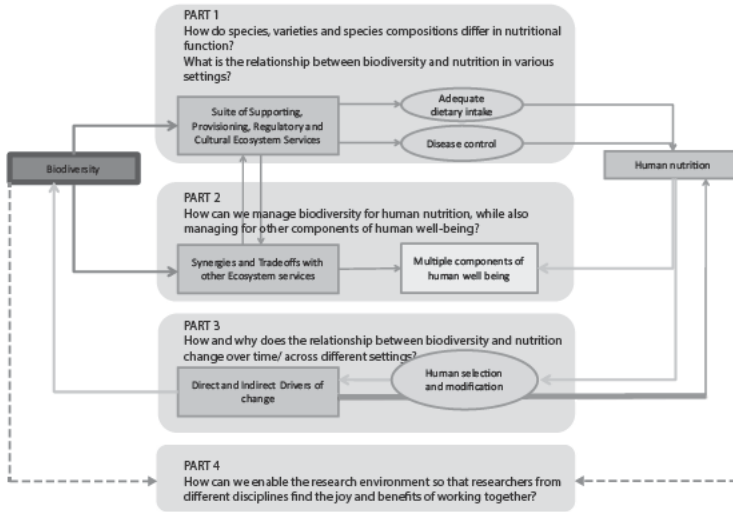 PART 1
How do species, varieties and species compositions differ in nutritional
function?
What is the relationship between biodiversity and nutrition in various
settings?
Suite of Supporting,
Provisioning, Regulatory and
Cultural Ecosystem Services
Adequate
dietary intake
Disease control
Biodiversity
Human nutrition
PART 2
How can we manage biodiversity for human nutrition, while also
managing for other components of human well-being?
Synergies and Tradeoffs with
other Ecosystem services
Multiple components of
human well being
PART 3
How and why does the relationship between biodiversity and nutrition
change over time/ across different settings?
Direct and Indirect Drivers of
change
Human selection
and modification
PART 4
How can we enable the research environment so that researchers from
different disciplines find the joy and benefits of working together?